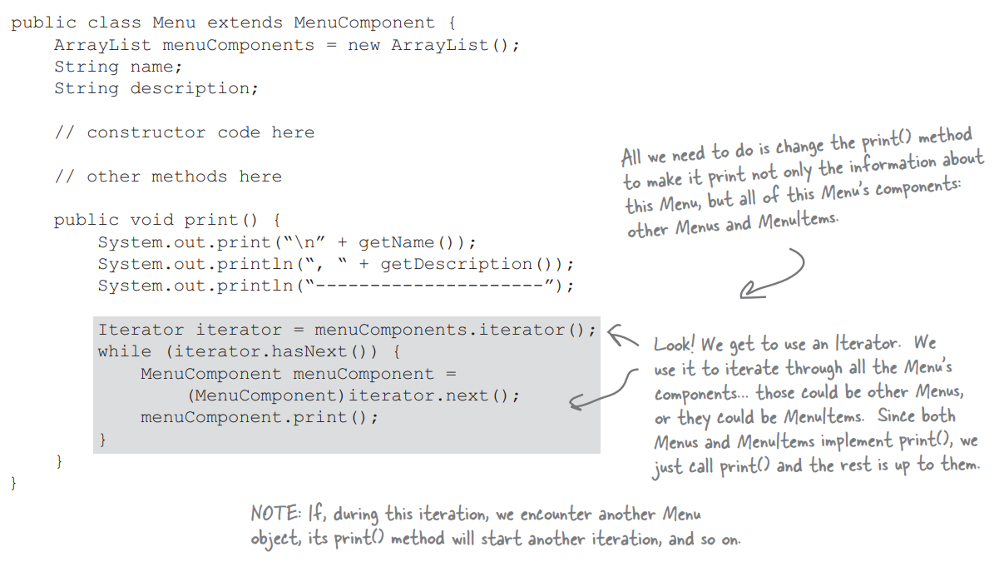 public class Menu extends MenuComponent {
ArrayList menuComponents = new ArrayList();
String name;
String description;
// constructor code here
// other methods here
public void print() {
System.out.print(“\n” + getName());
System.out.println(“, “ + getDescription());
System.out.println(“---------------------”);
Iterator iterator = menuComponents.iterator();
while (iterator.hasNext()) {
MenuComponent menuComponent =
(MenuComponent)iterator.next();
menuComponent.print();
}
}
}
All we need to do is change the print() method
to make it print not only the information about
this Menu, but all of this Menu's components:
other Menus and MenuItems.
Look! We get to use an Iterator. We
use it to iterate through all the Menu's
components... those could be other Menus,
or they could be MenuItems. Since both
Menus and MenuItems implement print(), we
just call print() and the rest is up to them.
NOTE: If, during this iteration, we encounter another Menu
object, its print() method will start another iteration, and so on.